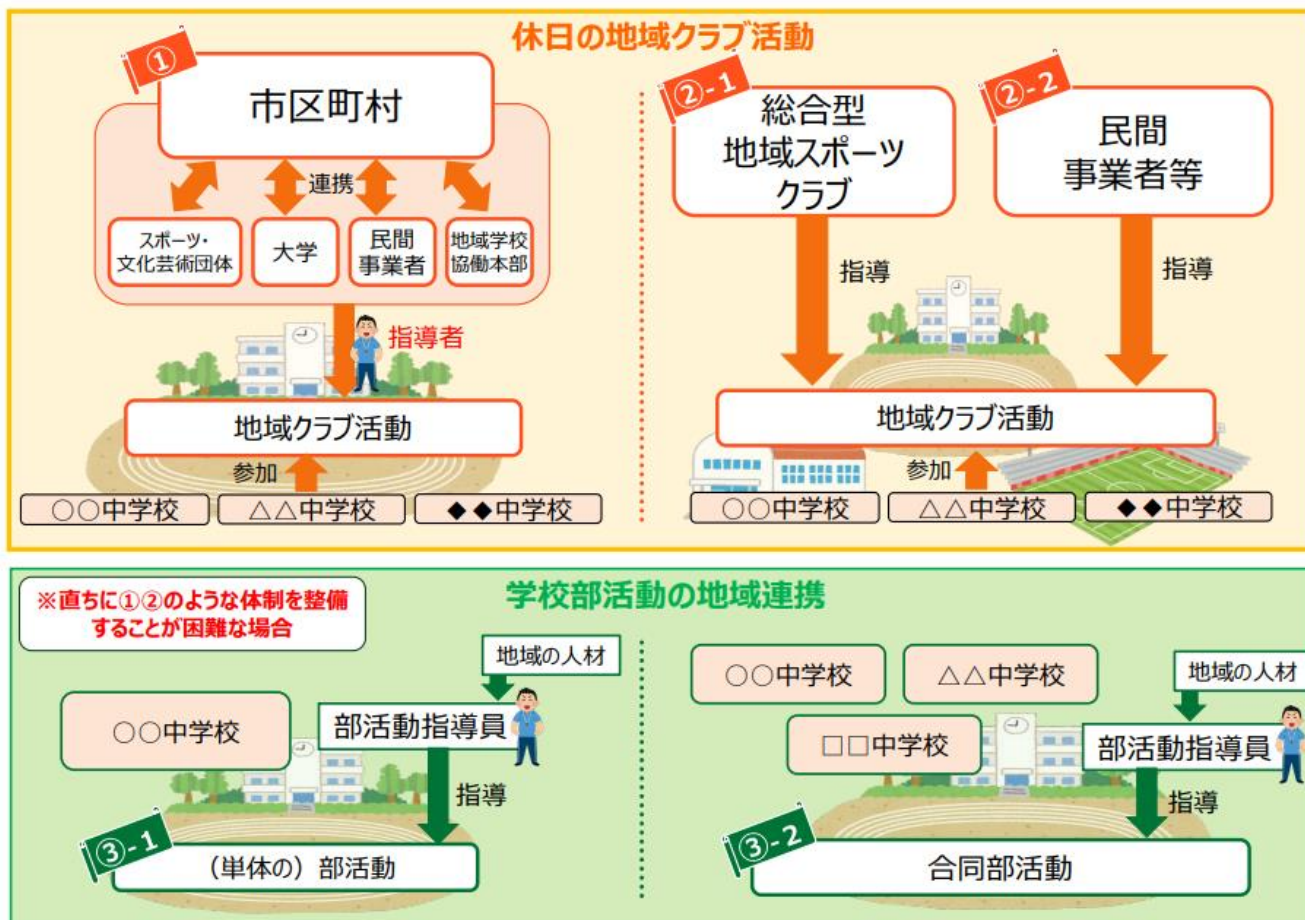 休日の地域クラブ活動
①
市区町村
連携
スポーツ・
文化芸術団体
大学
民間
事業者
地域学校
協働本部
指導者
地域クラブ活動
参加
○○中学校
△△中学校
◆◆中学校
②-1
総合型
地域スポーツ
クラブ
②-2
民間
事業者等
指導
指導
地域クラブ活動
参加
○○中学校
△△中学校
◆◆中学校
学校部活動の地域連携
※直ちに①②のような体制を整備
することが困難な場合
地域の人材
○○中学校
部活動指導員
指導
③-1
（単体の）部活動
○○中学校
△△中学校
□□中学校
地域の人材
部活動指導員
指導
③-2
合同部活動